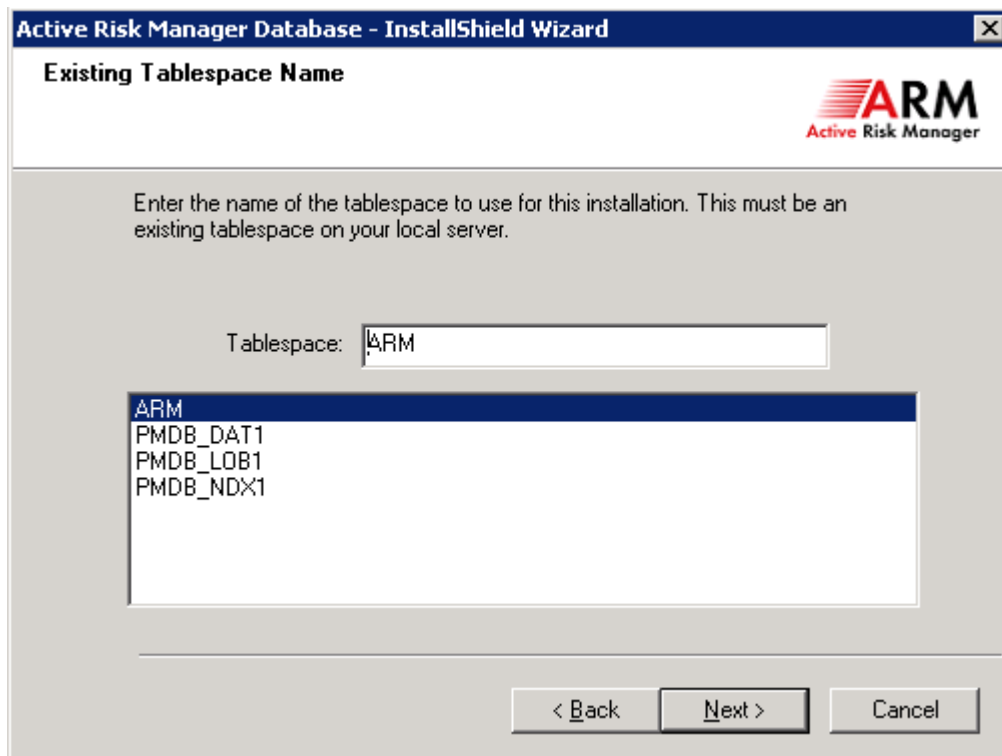 Active Risk Manager Database - InstallShield Wizard
Existing Tablespace Name
ARM
Active Risk Manager
Enter the name of the tablespace to use for this installation. This must be an
existing tablespace on your local server.
Tablespace: ARM
ARM
PMDB_DAT1
PMDB_LOB1
PMDB_NDX1
< Back Next > Cancel